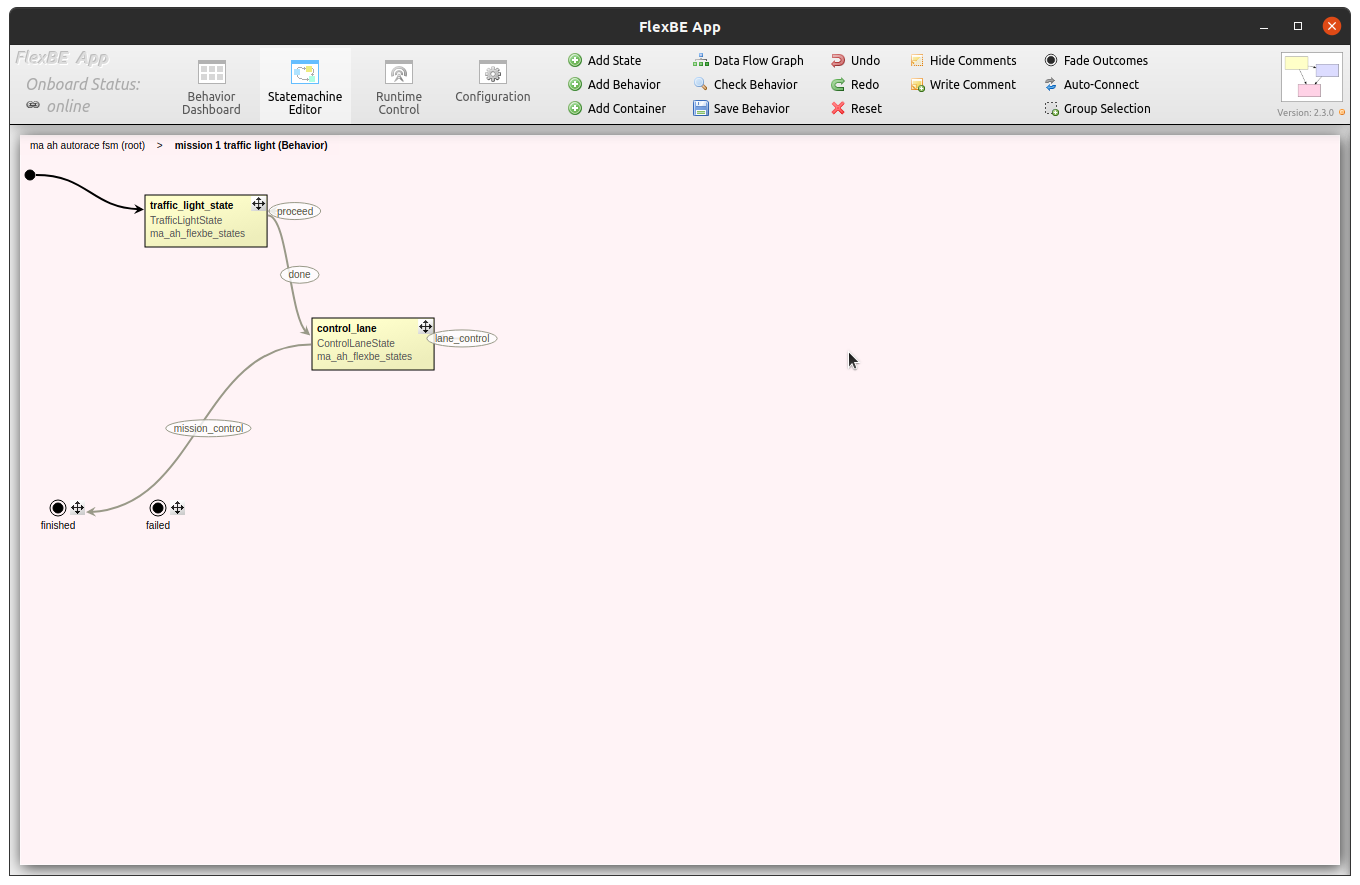 FlexBE App
FlexBE App
Onboard Status:
online
Behavior
Dashboard
Statemachine
Editor
Runtime
Control
Configuration
Add State
Add Behavior
Add Container
Data Flow Graph
Check Behavior
Save Behavior
Undo
Redo
Reset
Hide Comments
Write Comment
Fade Outcomes
Auto-Connect
Group Selection
Version: 2.3.0
ma ah autorace fsm (root) > mission 1 traffic light (Behavior)
traffic_light_state
TrafficLightState
ma_ah_flexbe_states
proceed
done
control_lane
ControlLaneState
ma_ah_flexbe_states
lane_control
mission_control
finished
failed